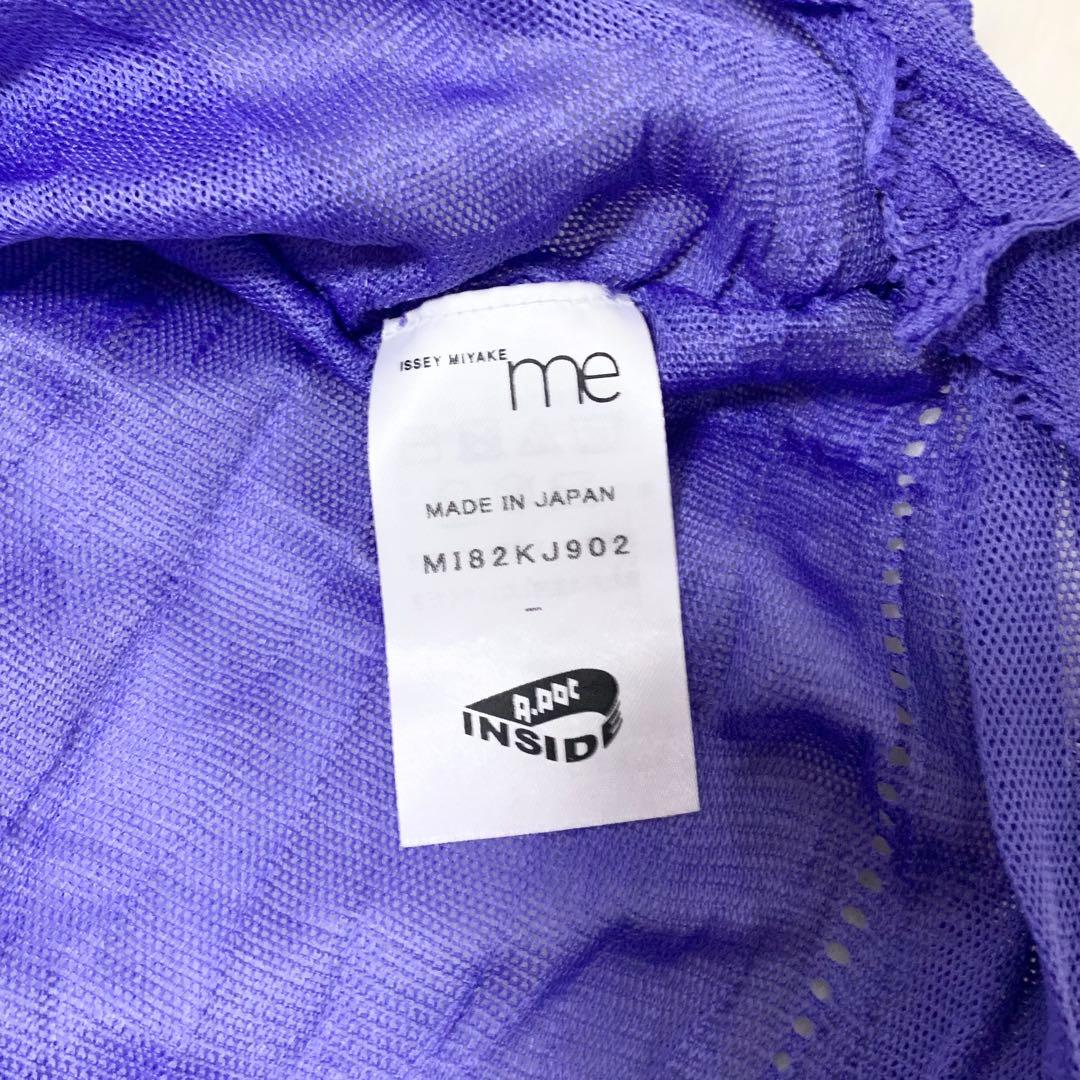 ISSEY MIYAKE me
MADE IN JAPAN
MI82KJ902
-
A.POC
INSIDE